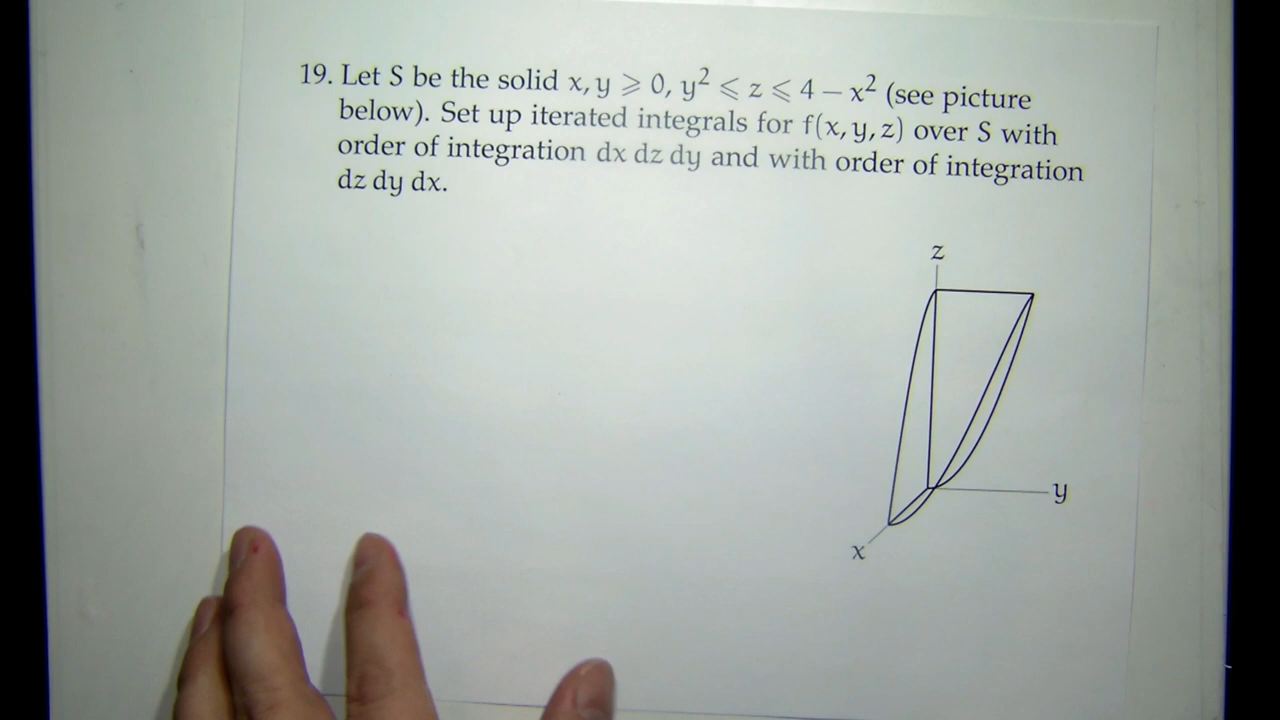 19. Let S be the solid x, y ⩾ 0, y² ⩽ z ⩽ 4 − x² (see picture
below). Set up iterated integrals for f(x, y, z) over S with
order of integration dx dz dy and with order of integration
dz dy dx.
z
y
x